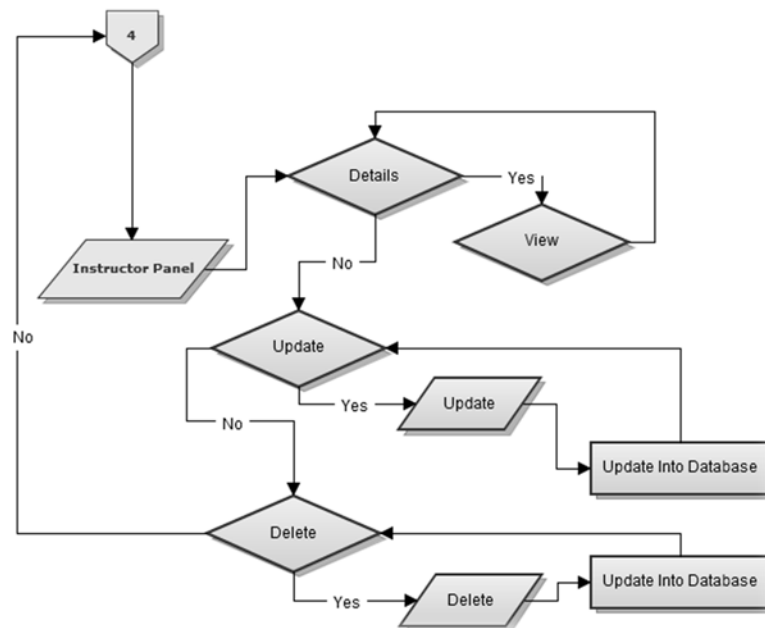 4
Details
Yes
View
Instructor Panel
No
No
Update
Yes
Update
No
Update Into Database
Delete
Yes
Delete
Update Into Database